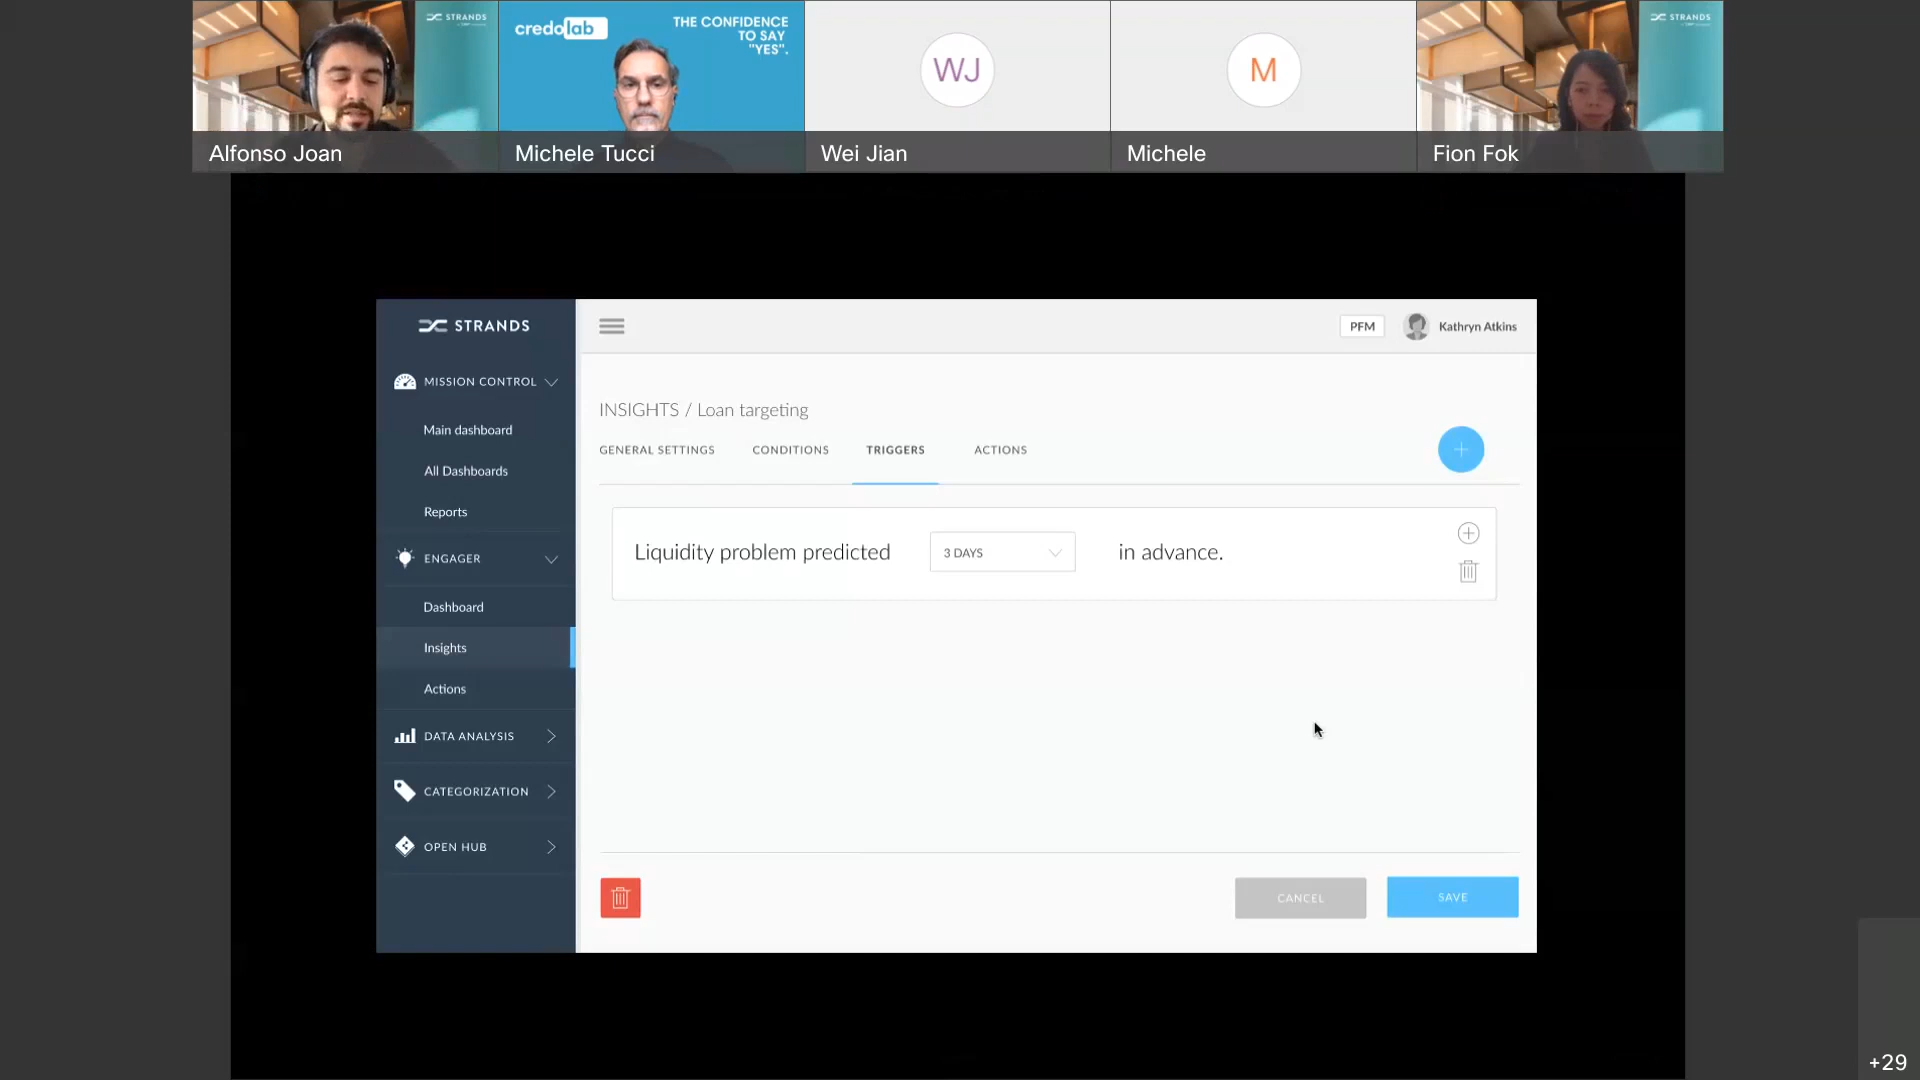 STRANDS
credolab
THE CONFIDENCE
TO SAY
"YES".
WJ
M
STRANDS
Alfonso Joan
Michele Tucci
Wei Jian
Michele
Fion Fok
STRANDS
PFM
Kathryn Atkins
MISSION CONTROL
Main dashboard
All Dashboards
Reports
ENGAGER
Dashboard
Insights
Actions
DATA ANALYSIS
CATEGORIZATION
OPEN HUB
INSIGHTS / Loan targeting
GENERAL SETTINGS
CONDITIONS
TRIGGERS
ACTIONS
Liquidity problem predicted
3 DAYS
in advance.
CANCEL
SAVE
+29